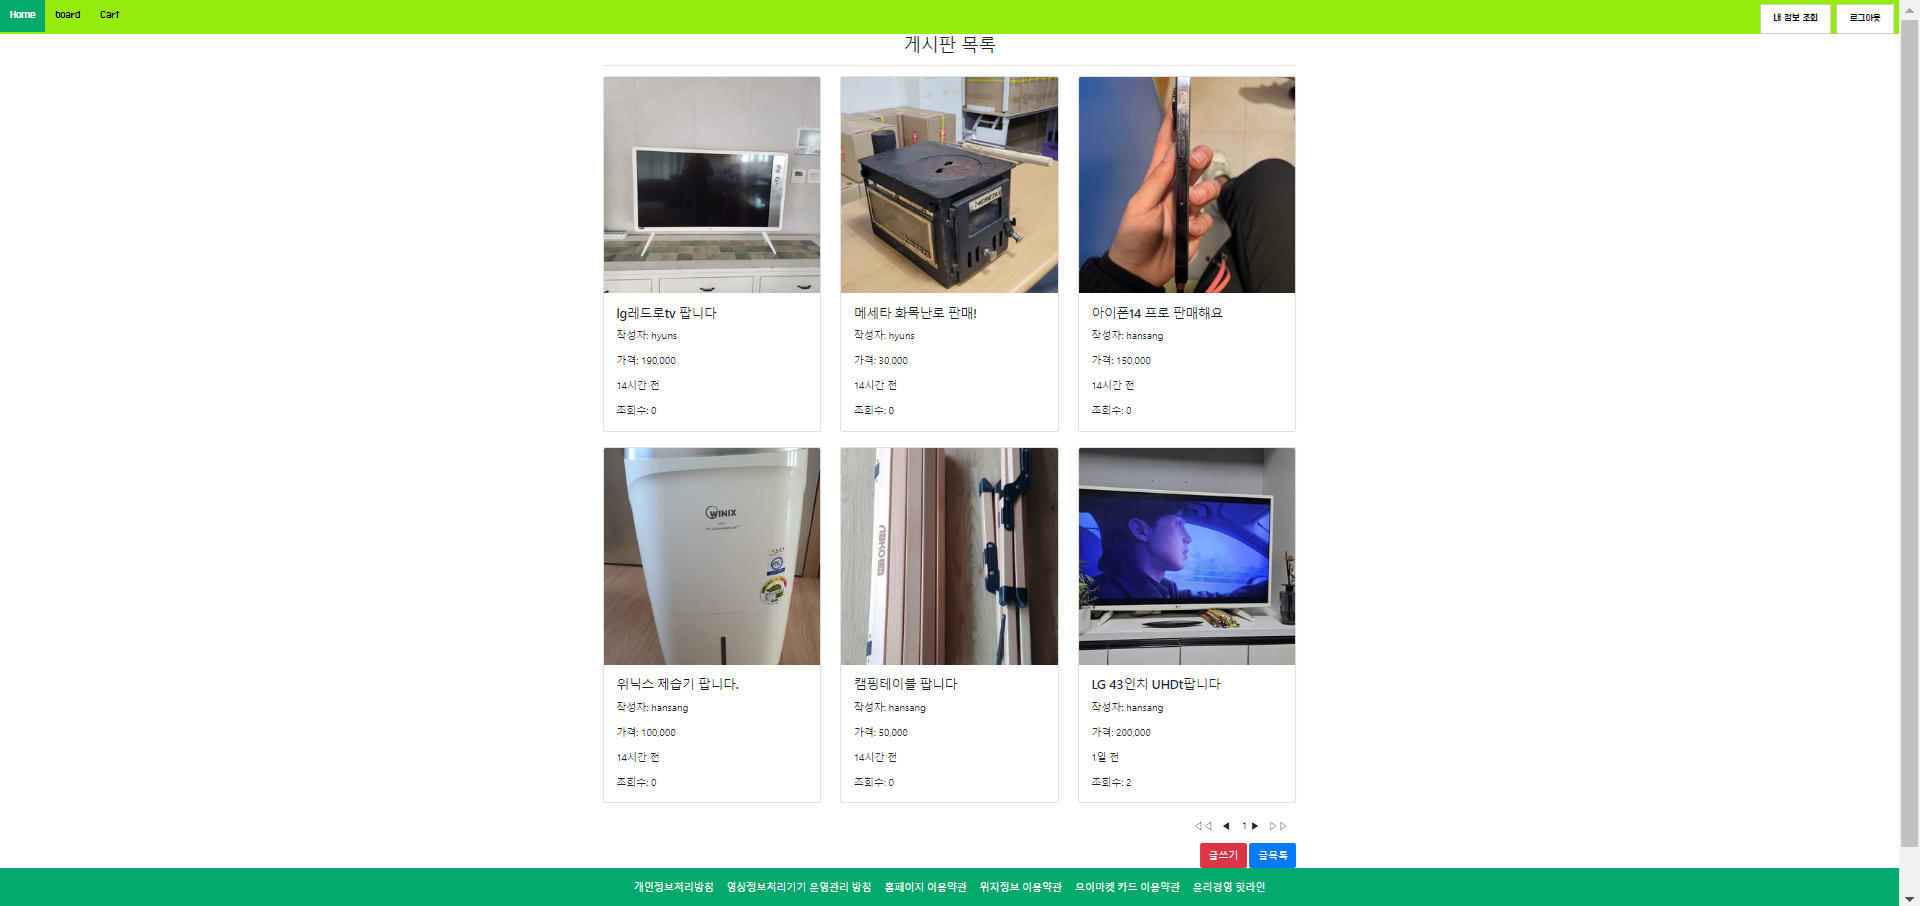 Home board Cart 내 정보 조회 로그아웃
게시판 목록
lg레드로tv 팝니다
작성자: hyuns
가격: 190,000
14시간 전
조회수: 0
메세타 화목난로 판매!
작성자: hyuns
가격: 30,000
14시간 전
조회수: 0
아이폰14 프로 판매해요
작성자: hansang
가격: 150,000
14시간 전
조회수: 0
WINIX
위닉스 제습기 팝니다.
작성자: hansang
가격: 100,000
14시간 전
조회수: 0
캠핑테이블 팝니다
작성자: hansang
가격: 50,000
14시간 전
조회수: 0
LG 43인치 UHDt팝니다
작성자: hansang
가격: 200,000
1일 전
조회수: 2
◁◁ ◀ 1 ▶ ▷▷
글쓰기 글목록
개인정보처리방침 영상정보처리기기 운영관리 방침 홈페이지 이용약관 위치정보 이용약관 오이마켓 카드 이용약관 윤리경영 핫라인